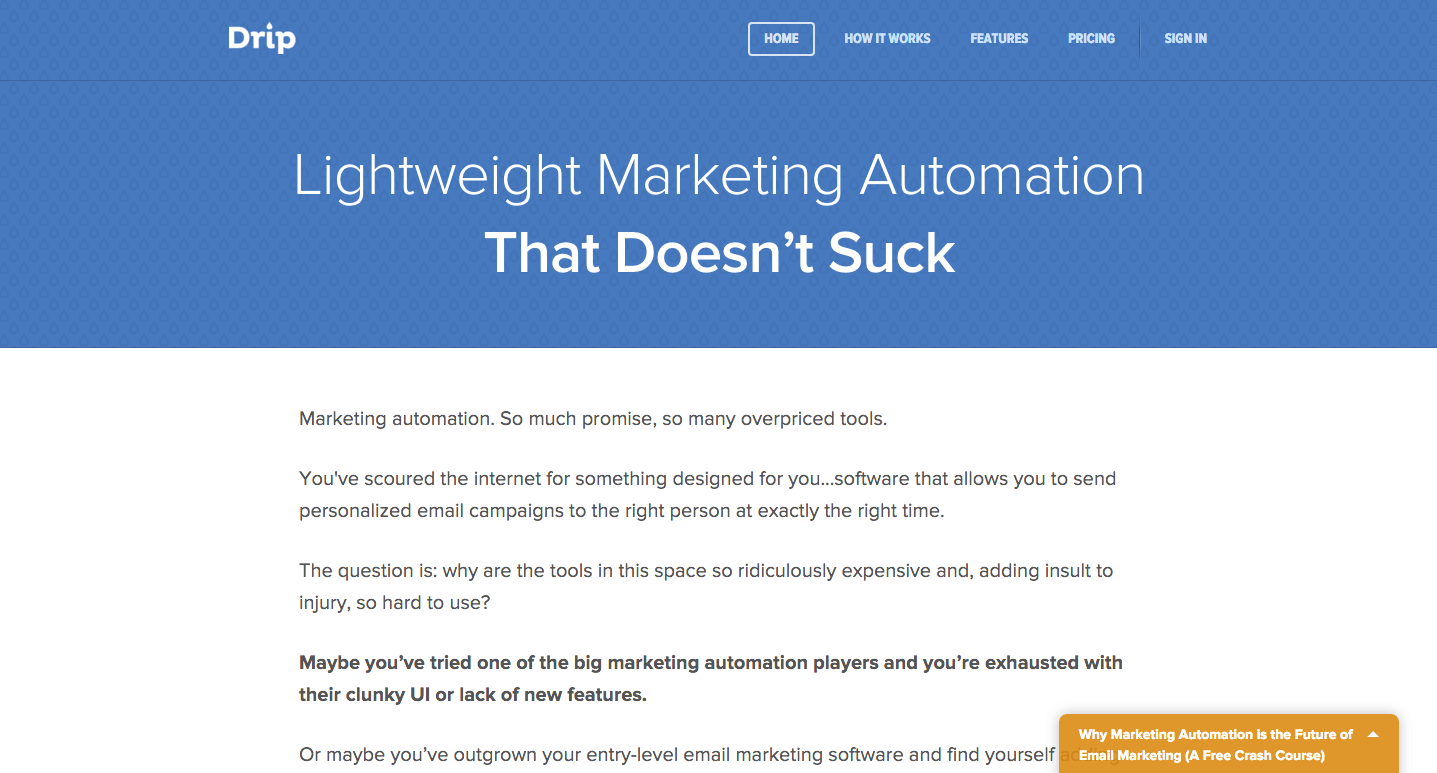 Drip
HOME
HOW IT WORKS
FEATURES
PRICING
SIGN IN
Lightweight Marketing Automation
That Doesn’t Suck
Marketing automation. So much promise, so many overpriced tools.
You've scoured the internet for something designed for you...software that allows you to send
personalized email campaigns to the right person at exactly the right time.
The question is: why are the tools in this space so ridiculously expensive and, adding insult to
injury, so hard to use?
Maybe you’ve tried one of the big marketing automation players and you’re exhausted with
their clunky UI or lack of new features.
Or maybe you’ve outgrown your entry-level email marketing software and find yourself
Why Marketing Automation is the Future of
Email Marketing (A Free Crash Course)